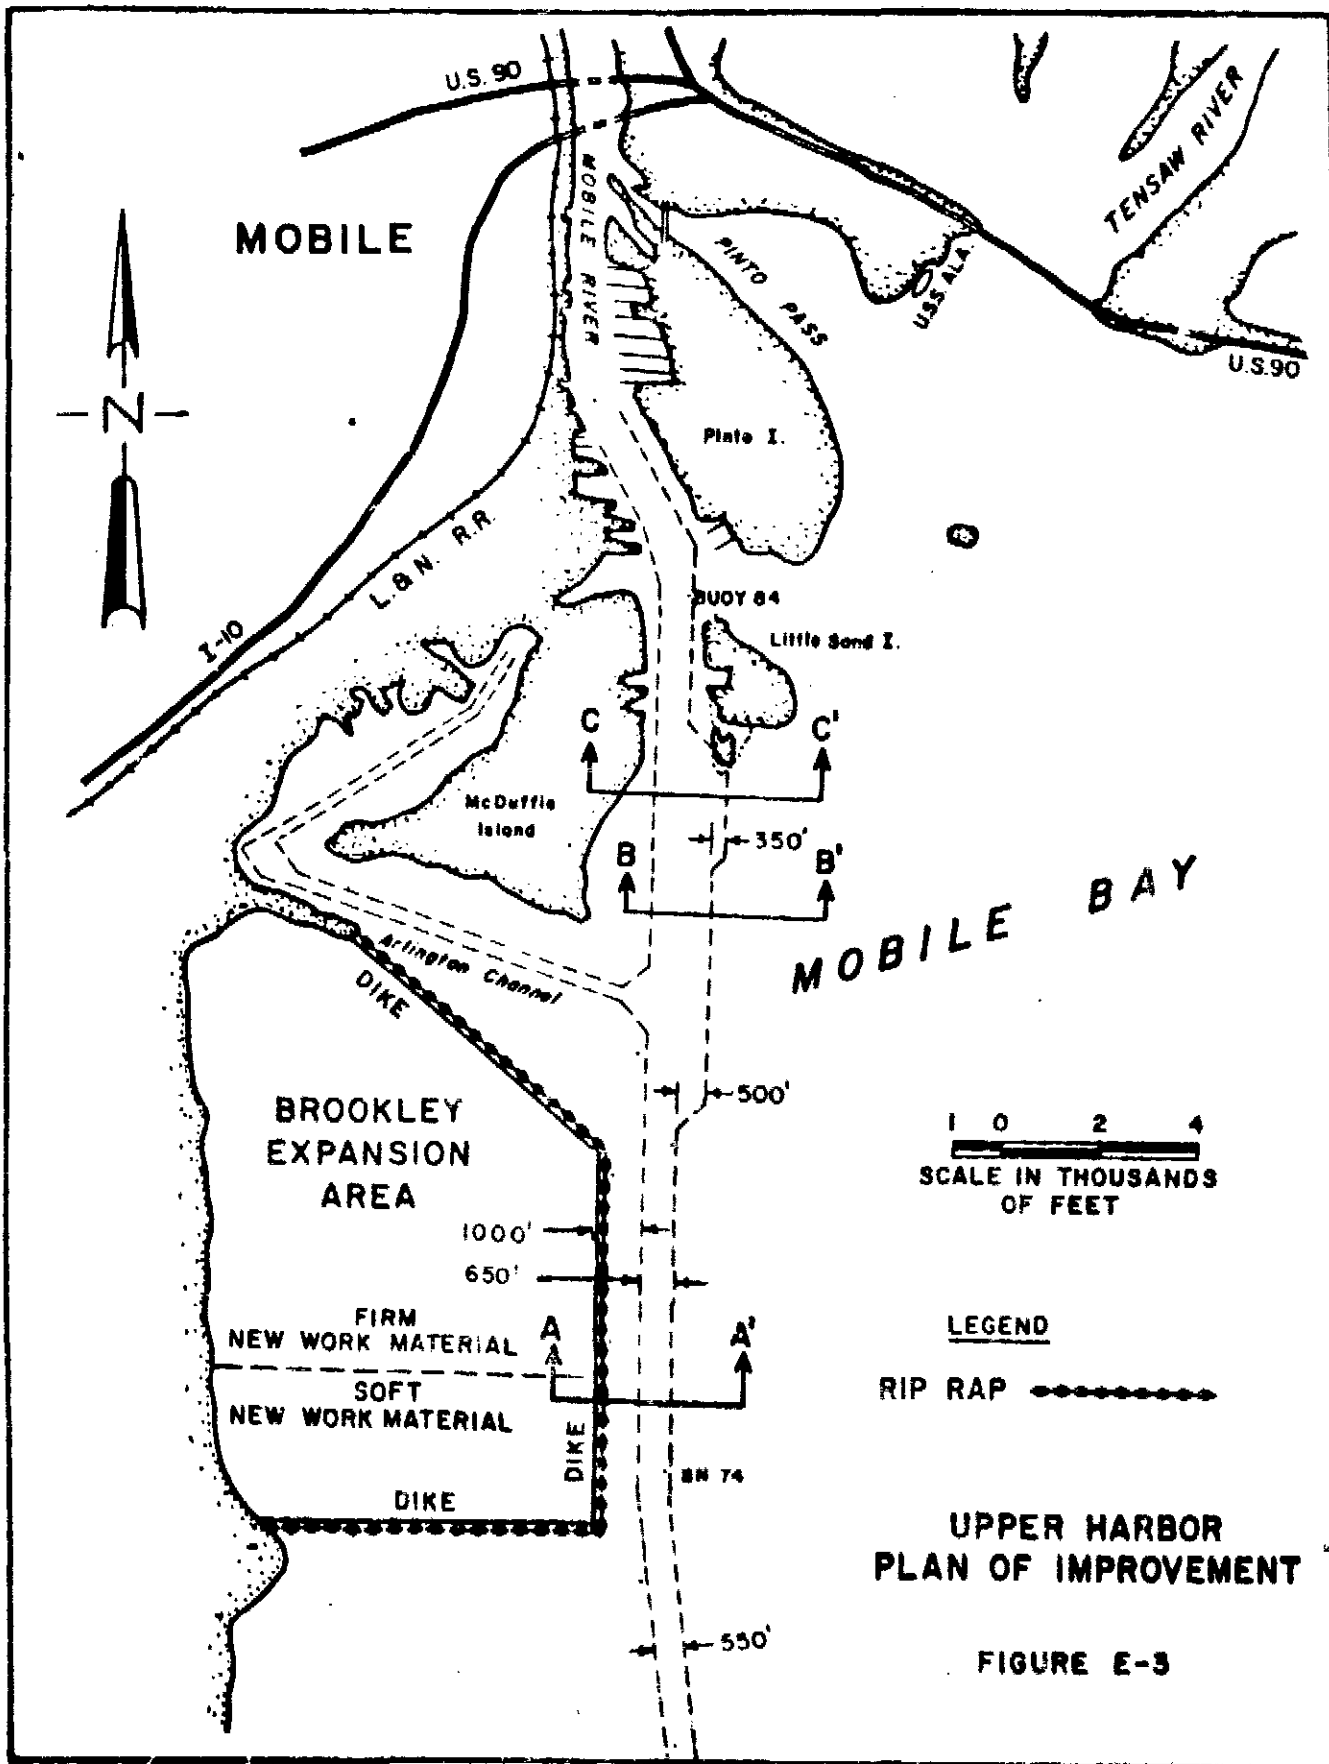 U.S. 90
MOBILE
MOBILE RIVER
PINTO PASS
U.S.S. ALA.
TENSAW RIVER
U.S.90
N
Pinto I.
L. & N. R.R.
I-10
BUOY 84
Little Sand I.
C C'
McDuffie
Island
350'
B B'
MOBILE BAY
Arlington Channel
DIKE
500'
BROOKLEY
EXPANSION
AREA
1 0 2 4
SCALE IN THOUSANDS
OF FEET
1000'
650'
FIRM
NEW WORK MATERIAL
A A'
LEGEND
SOFT
NEW WORK MATERIAL
RIP RAP
DIKE
BN 74
DIKE
UPPER HARBOR
PLAN OF IMPROVEMENT
550'
FIGURE E-3